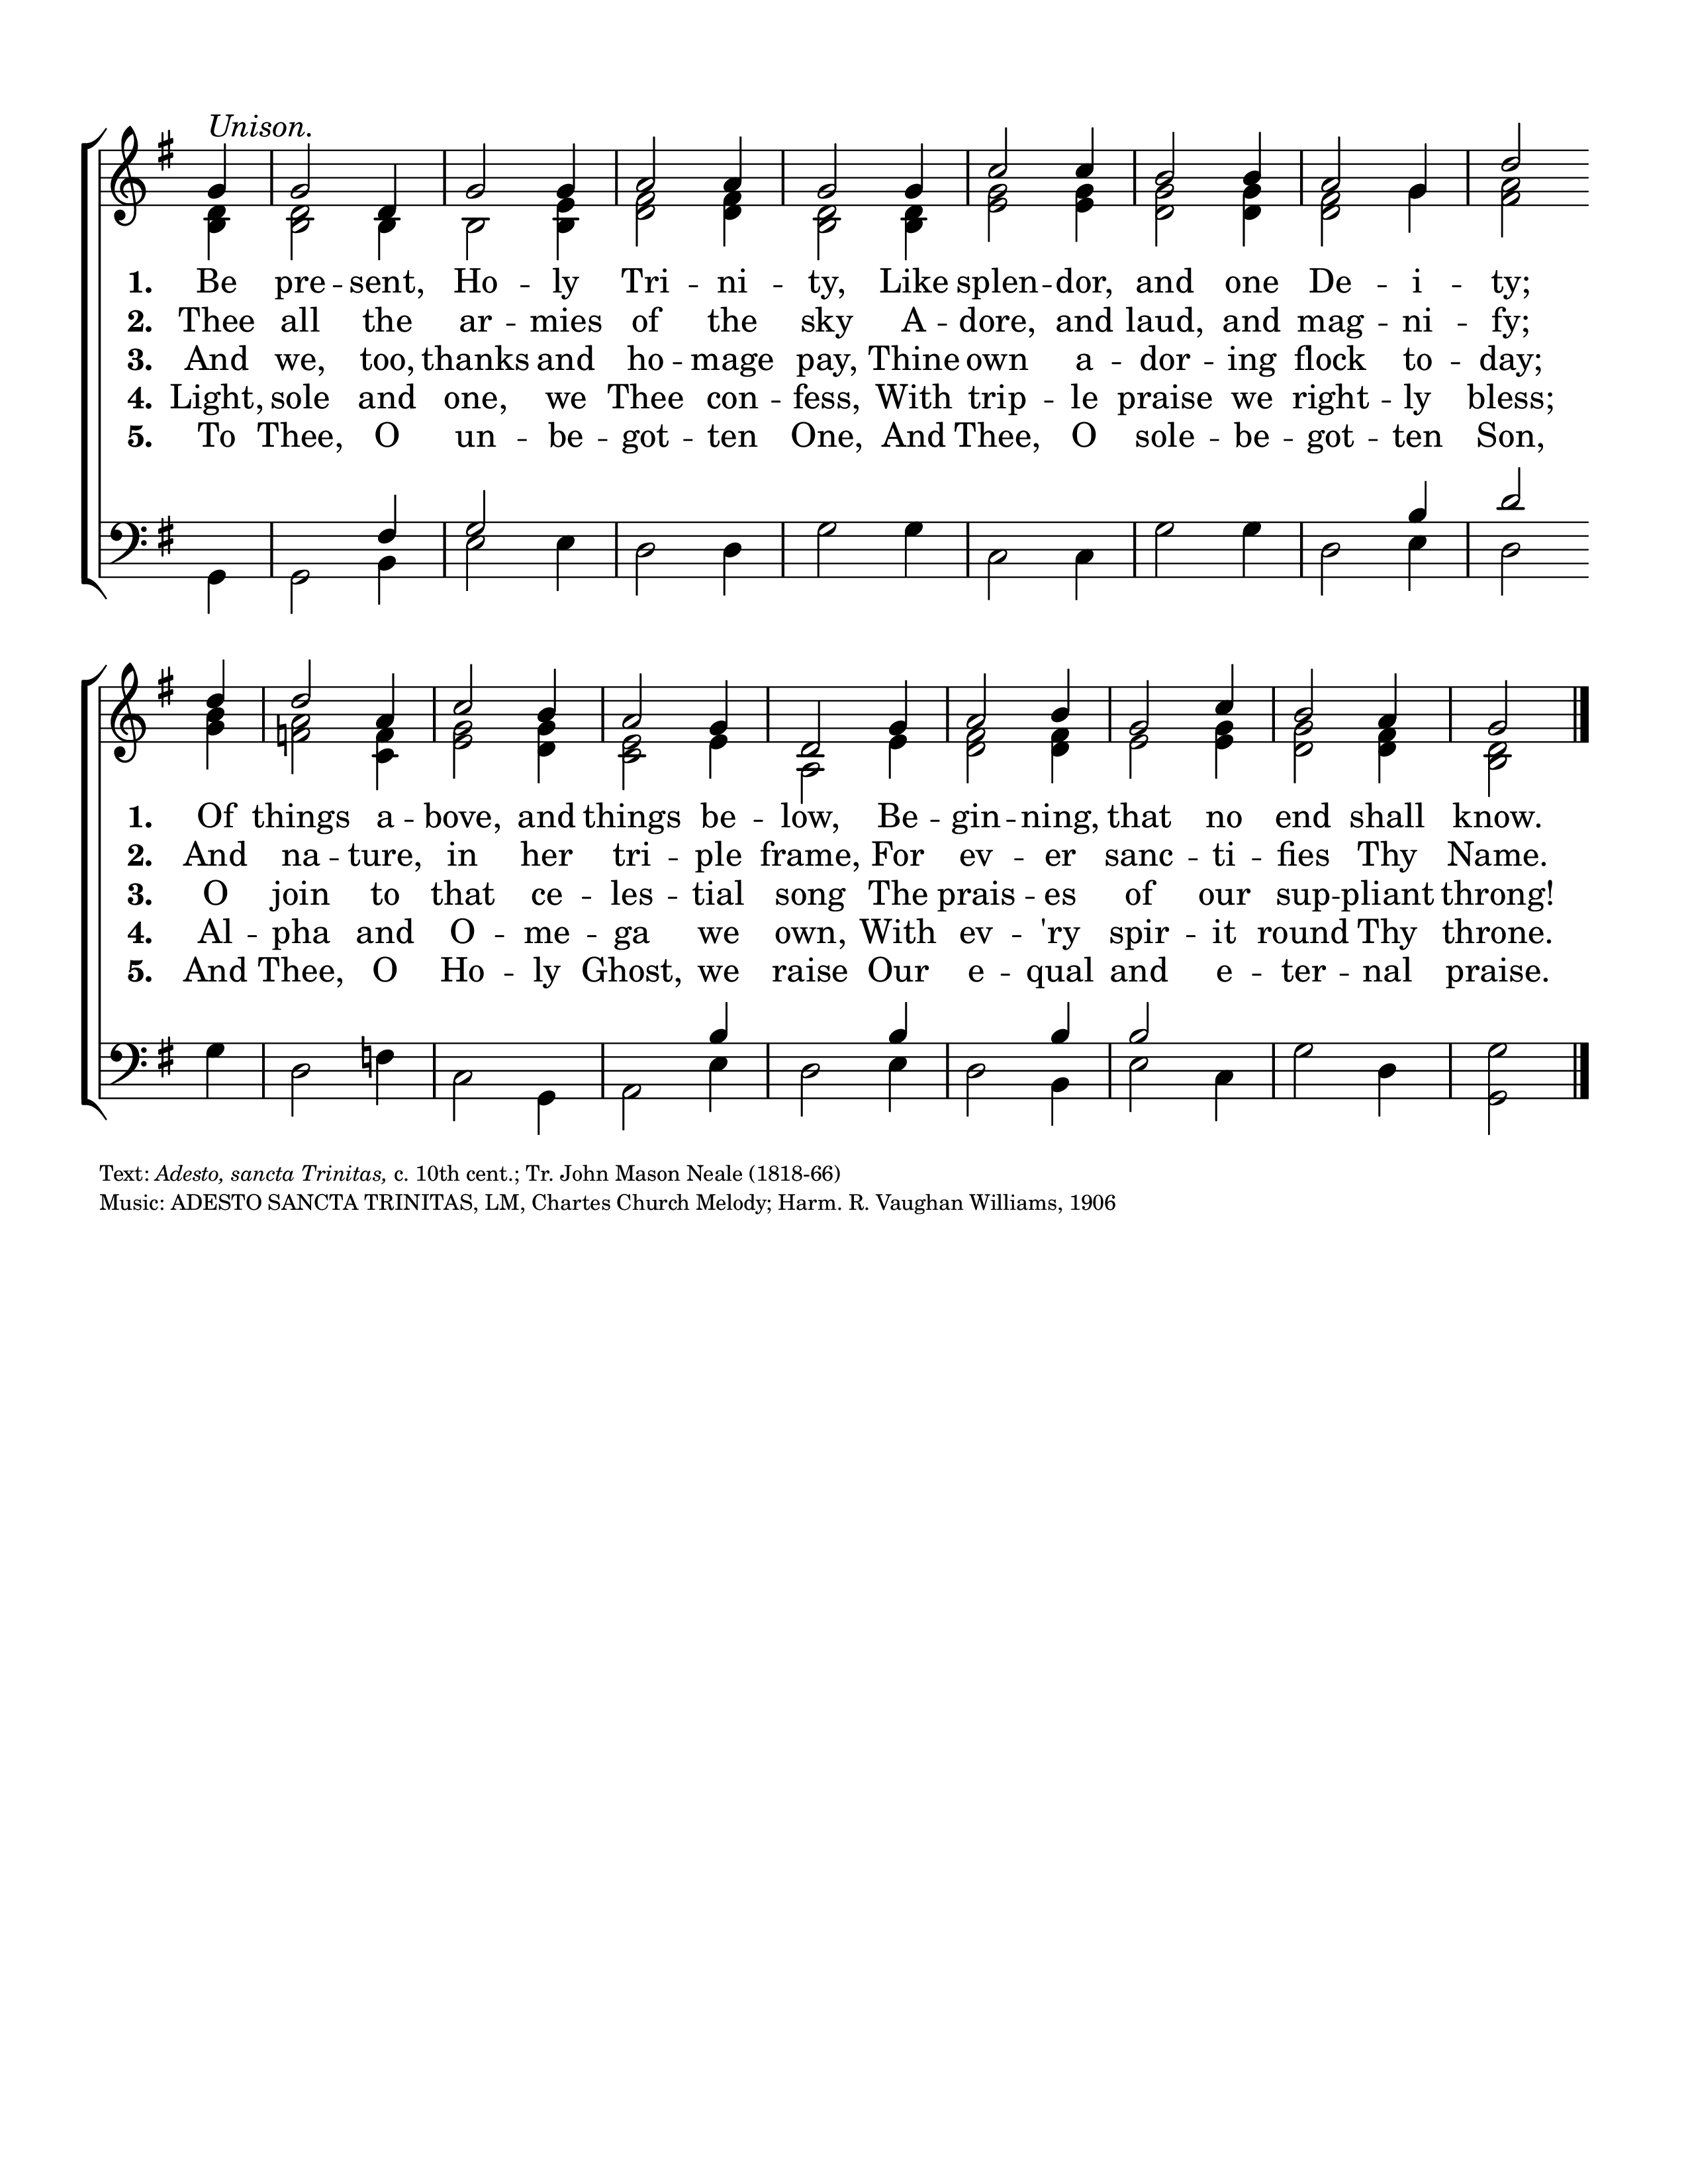 Unison.
1. Be pre -- sent, Ho -- ly Tri -- ni -- ty, Like splen -- dor, and one De -- i -- ty;
2. Thee all the ar -- mies of the sky A -- dore, and laud, and mag -- ni -- fy;
3. And we, too, thanks and ho -- mage pay, Thine own a -- dor -- ing flock to -- day;
4. Light, sole and one, we Thee con -- fess, With trip -- le praise we right -- ly bless;
5. To Thee, O un -- be -- got -- ten One, And Thee, O sole -- be -- got -- ten Son,
1. Of things a -- bove, and things be -- low, Be -- gin -- ning, that no end shall know.
2. And na -- ture, in her tri -- ple frame, For ev -- er sanc -- ti -- fies Thy Name.
3. O join to that ce -- les -- tial song The prais -- es of our sup -- pliant throng!
4. Al -- pha and O -- me -- ga we own, With ev -- 'ry spir -- it round Thy throne.
5. And Thee, O Ho -- ly Ghost, we raise Our e -- qual and e -- ter -- nal praise.
Text: Adesto, sancta Trinitas, c. 10th cent.; Tr. John Mason Neale (1818-66)
Music: ADESTO SANCTA TRINITAS, LM, Chartes Church Melody; Harm. R. Vaughan Williams, 1906